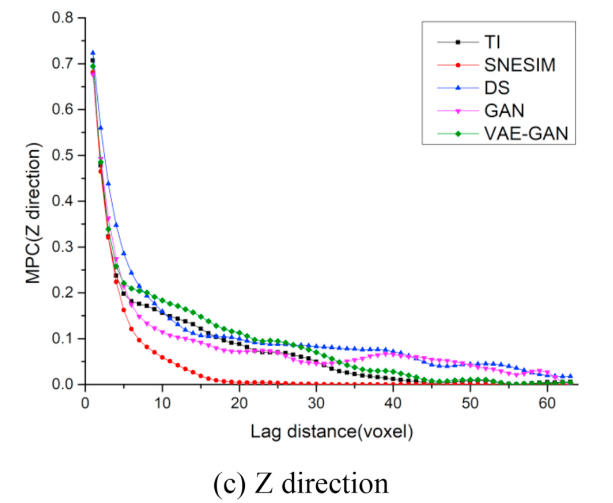 0.8
0.7
0.6
0.5
0.4
0.3
0.2
0.1
0.0
MPC(Z direction)
TI
SNESIM
DS
GAN
VAE-GAN
0 10 20 30 40 50 60
Lag distance(voxel)
(c) Z direction